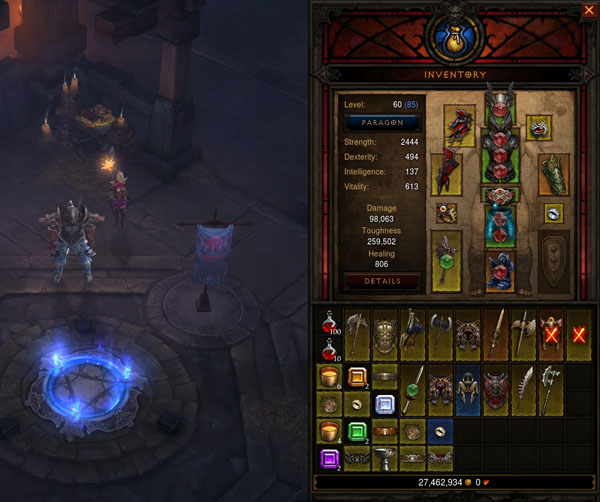 INVENTORY
Level: 60 (85)
PARAGON
Strength: 2444
Dexterity: 494
Intelligence: 137
Vitality: 613
Damage
98,063
Toughness
259,502
Healing
806
DETAILS
100
10
6
2
4
2
2
27,462,934 0